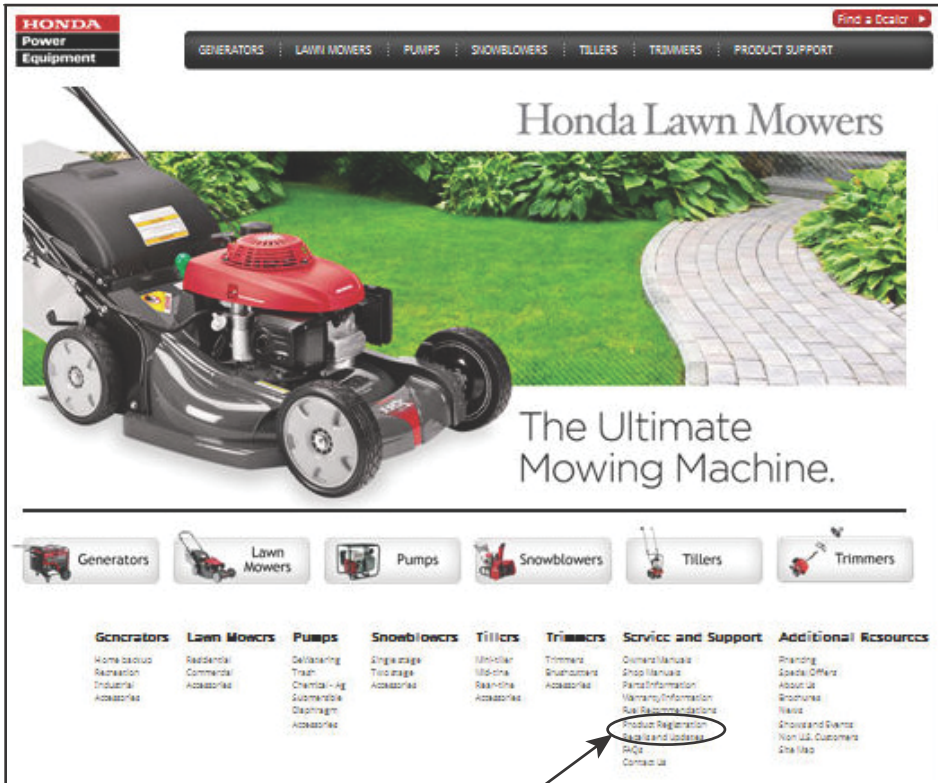 HONDA
Power
Equipment
Find a Dealer
GENERATORS LAWN MOWERS PUMPS SNOWBLOWERS TILLERS TRIMMERS PRODUCT SUPPORT
Honda Lawn Mowers
The Ultimate
Mowing Machine.
Generators
Lawn
Mowers
Pumps
Snowblowers
Tillers
Trimmers
Generators
Home backup
Recreation
Industrial
Accessories
Lawn Mowers
Residential
Commercial
Accessories
Pumps
DeWatering
Trash
Chemical - Ag
Submersible
Diaphragm
Accessories
Snowblowers
Single stage
Two stage
Accessories
Tillers
Mini-tiller
Mid-tine
Rear-tine
Accessories
Trimmers
Trimmers
Brushcutters
Accessories
Service and Support
Owners Manuals
Shop Manuals
Parts Information
Warranty Information
Fuel Recommendations
Product Registration
Recalls and Updates
FAQs
Contact Us
Additional Resources
Financing
Special Offers
About Us
Brochures
News
Shows and Events
Non U.S. Customers
Site Map